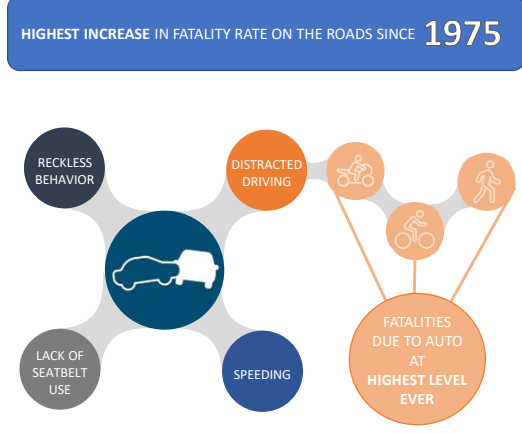 HIGHEST INCREASE IN FATALITY RATE ON THE ROADS SINCE 1975
RECKLESS
BEHAVIOR
DISTRACTED
DRIVING
LACK OF
SEATBELT
USE
SPEEDING
FATALITIES
DUE TO AUTO
AT
HIGHEST LEVEL
EVER